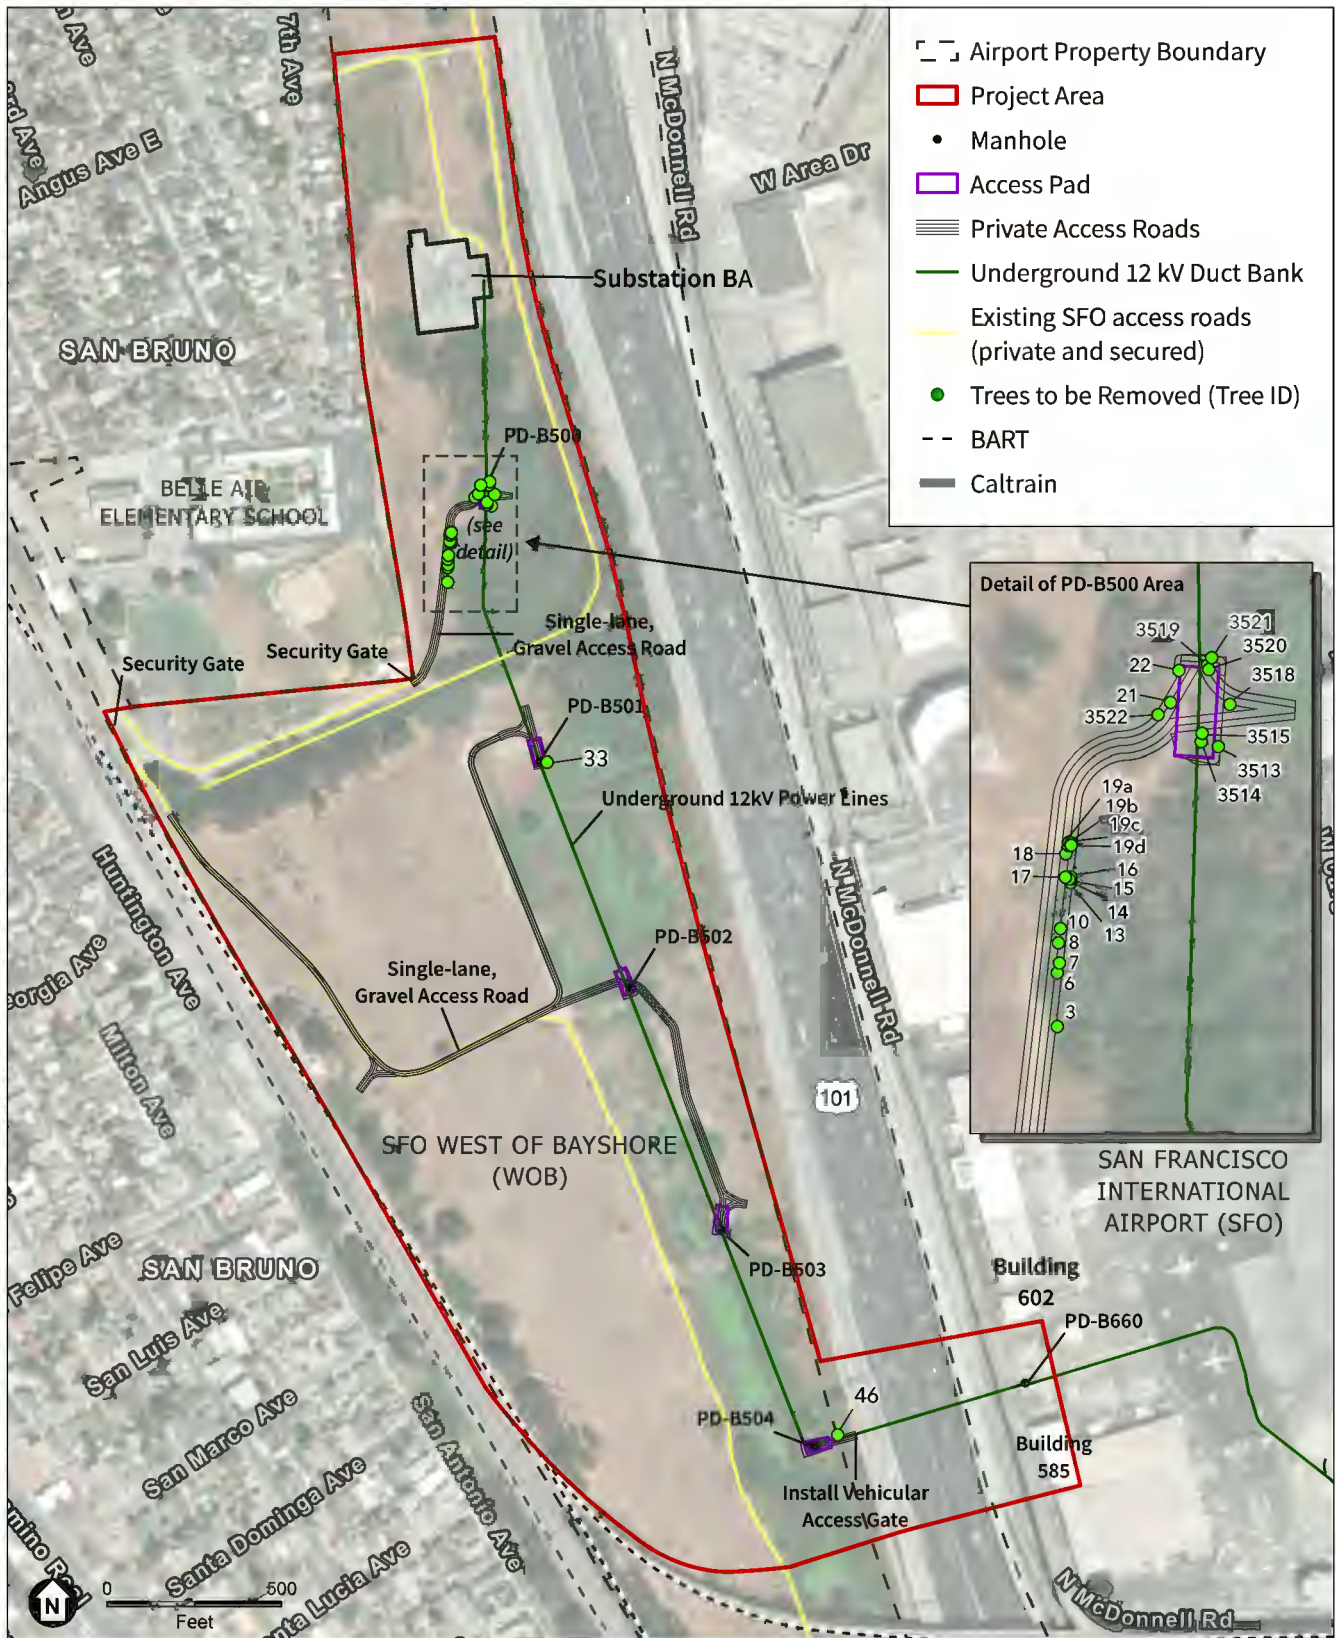 7th Ave
3rd Ave
Angus Ave E
N McDonnell Rd
W Area Dr
Airport Property Boundary
Project Area
Manhole
Access Pad
Private Access Roads
Underground 12 kV Duct Bank
Existing SFO access roads
(private and secured)
Trees to be Removed (Tree ID)
BART
Caltrain
Substation BA
SAN BRUNO
PD-B500
BELLE AIR
ELEMENTARY SCHOOL
(see
detail)
Single-lane,
Gravel Access Road
Security Gate
Security Gate
PD-B501
33
Underground 12kV Power Lines
Detail of PD-B500 Area
3519
3521
3520
22
3518
21
3522
3515
3513
3514
19a
19b
19c
19d
18
17
16
15
14
13
10
8
7
6
3
Huntington Ave
N McDonnell Rd
PD-B502
Single-lane,
Gravel Access Road
eorgia Ave
Milton Ave
101
SFO WEST OF BAYSHORE
(WOB)
SAN FRANCISCO
INTERNATIONAL
AIRPORT (SFO)
Felipe Ave
SAN BRUNO
PD-B503
Building
602
PD-B660
San Luis Ave
46
PD-B504
San Marco Ave
San Antonio Ave
Building
585
Install Vehicular
Access Gate
Santa Dominga Ave
nta Lucia Ave
N McDonnell Rd
N
0
500
Feet